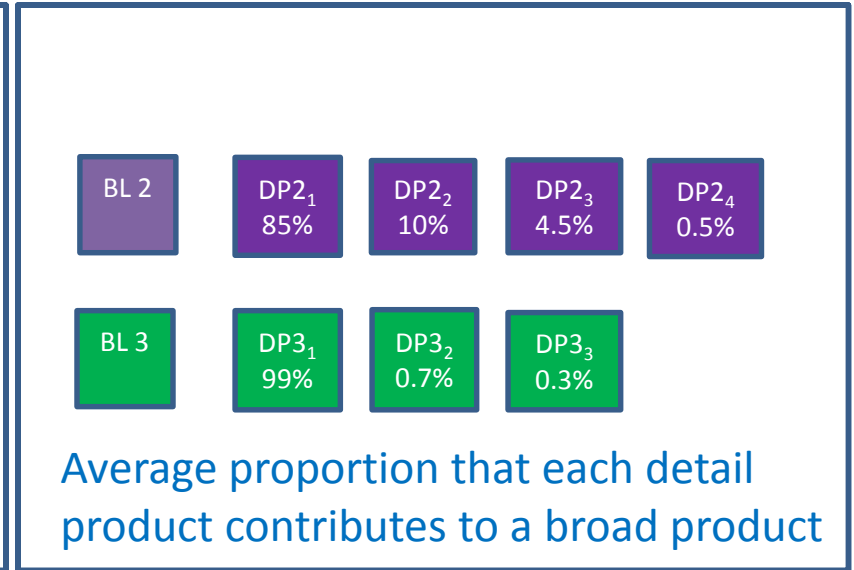 BL 2
DP2₁
85%
DP2₂
10%
DP2₃
4.5%
DP2₄
0.5%
BL 3
DP3₁
99%
DP3₂
0.7%
DP3₃
0.3%
Average proportion that each detail
product contributes to a broad product